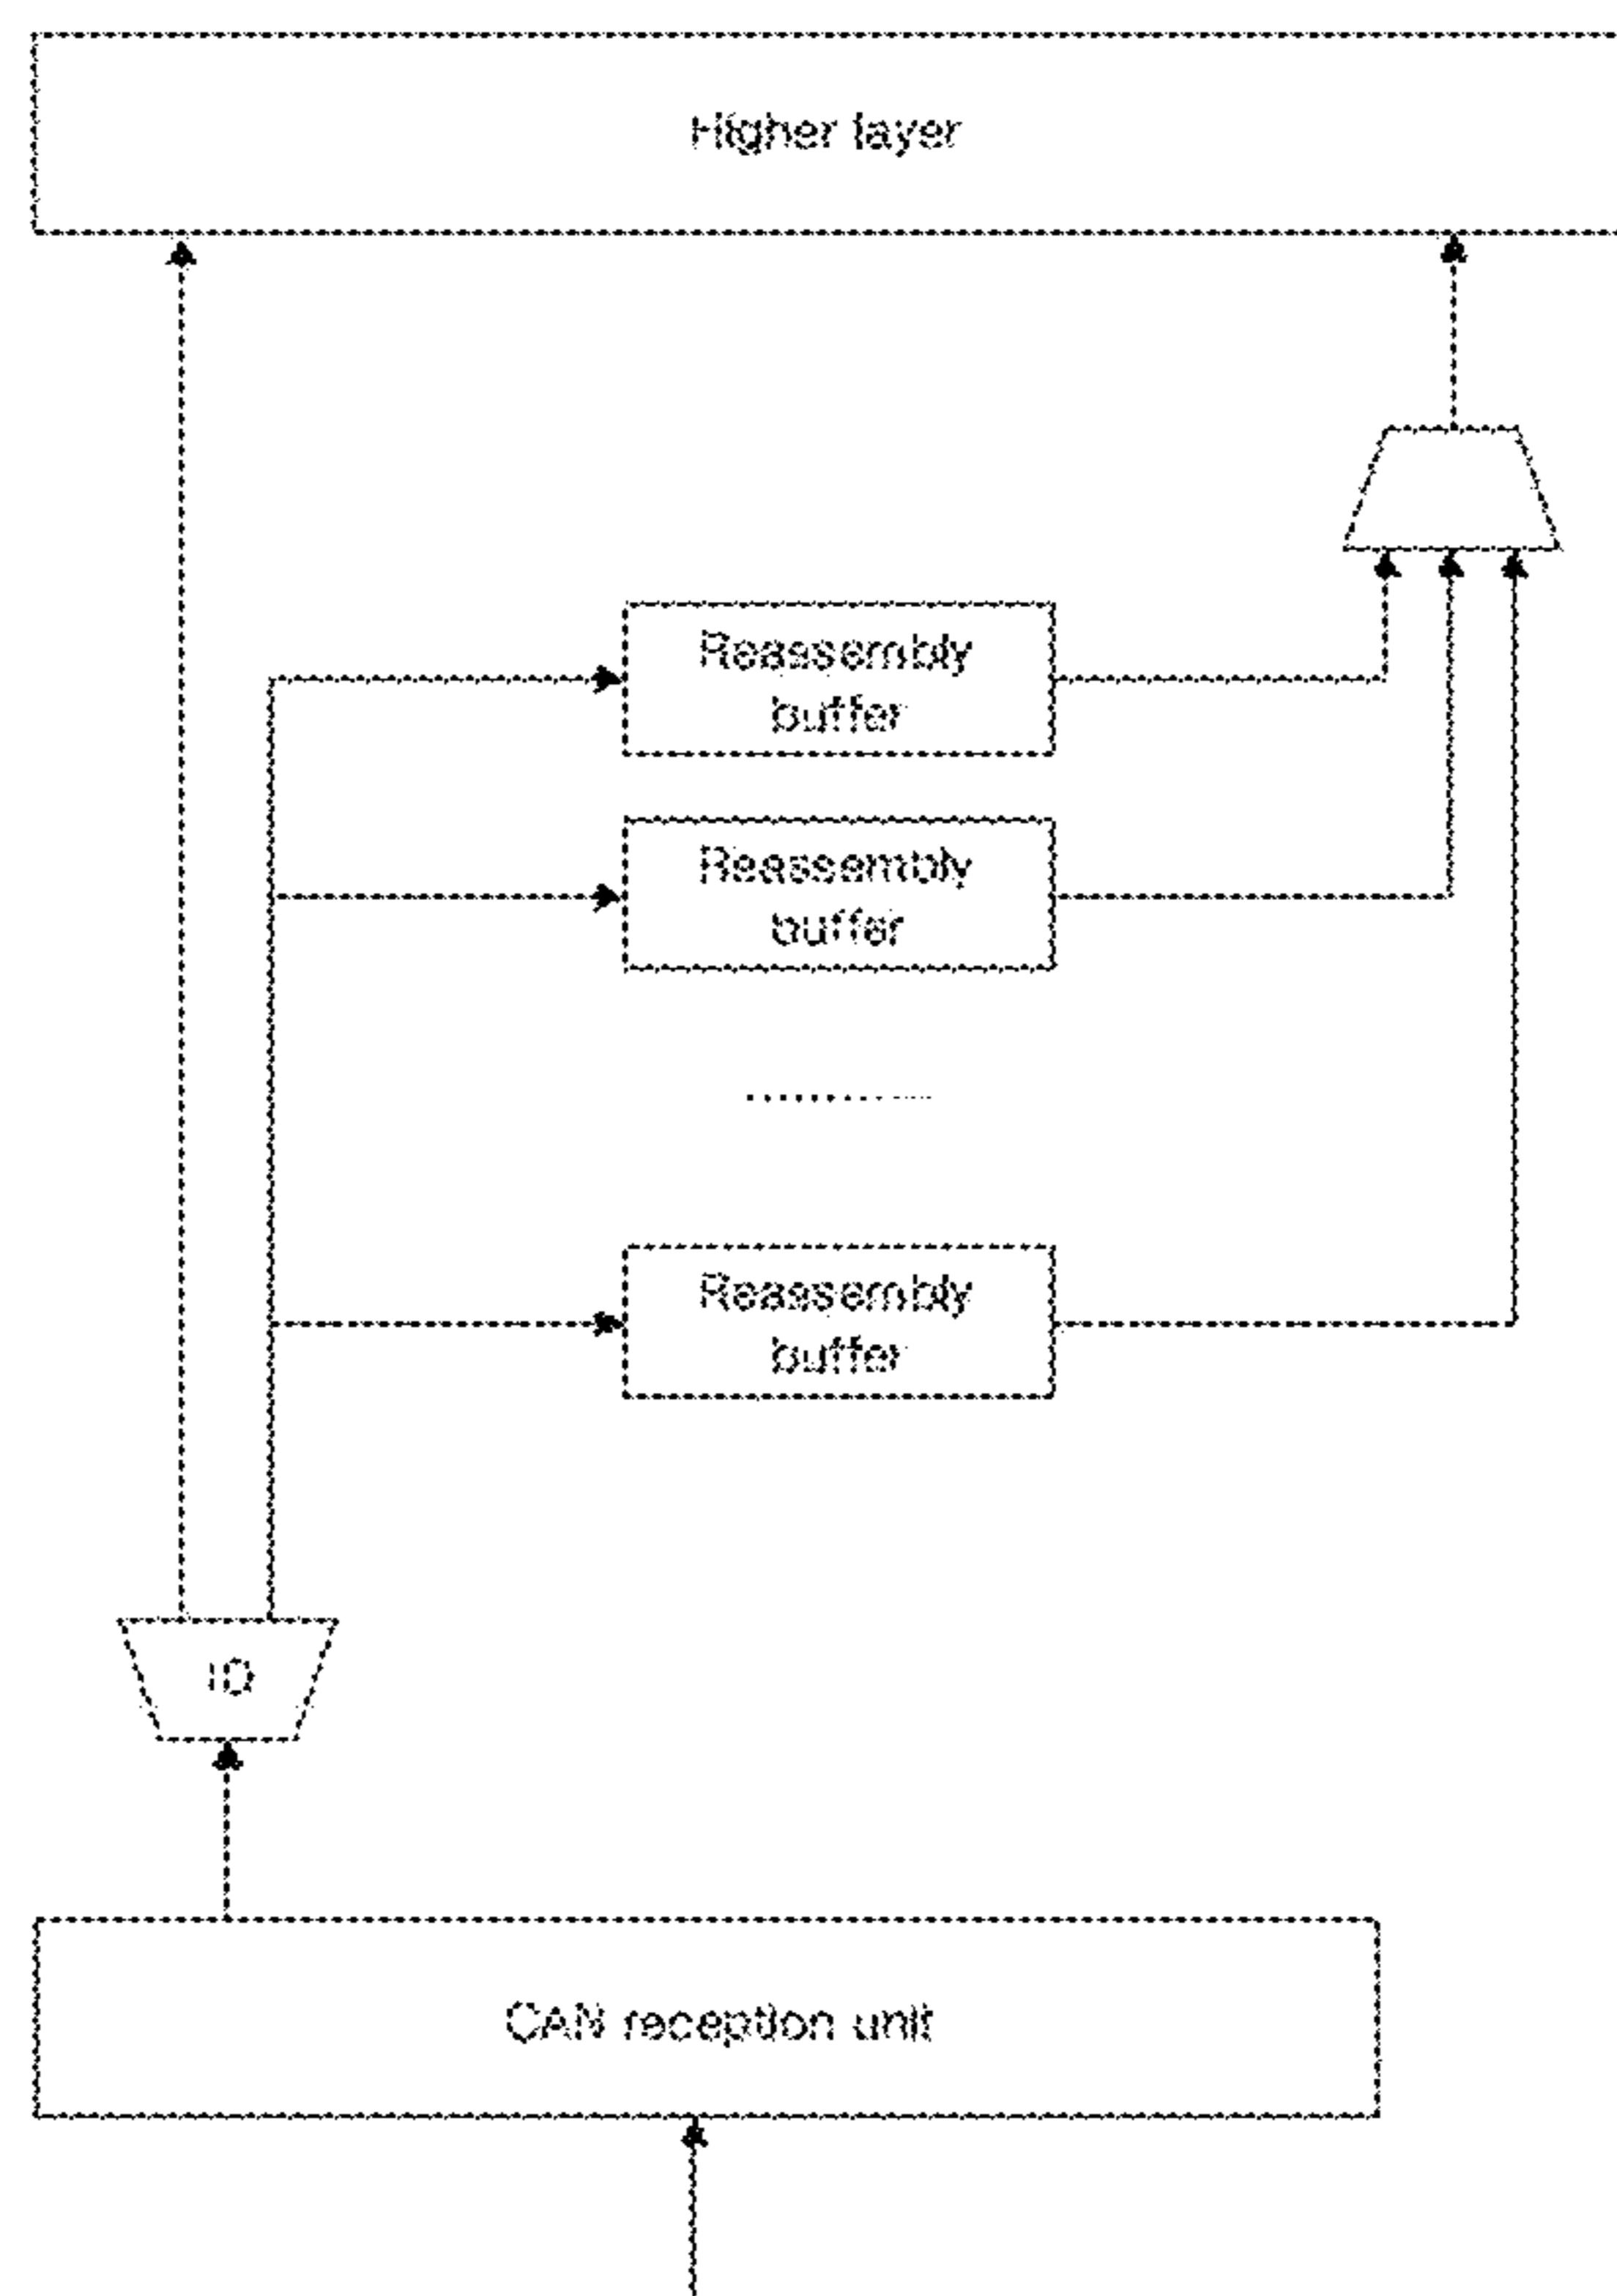 Higher layer
Reassembly
buffer
Reassembly
buffer
Reassembly
buffer
ID
CAN reception unit